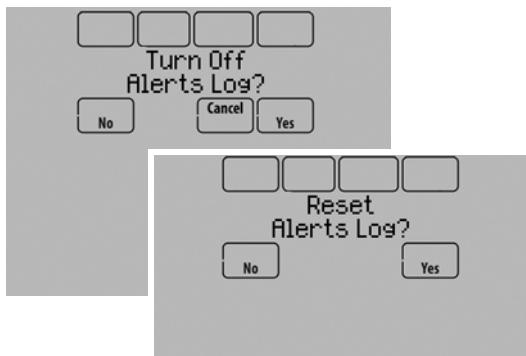 Turn Off
Alerts Log?
No Cancel Yes
Reset
Alerts Log?
No Yes